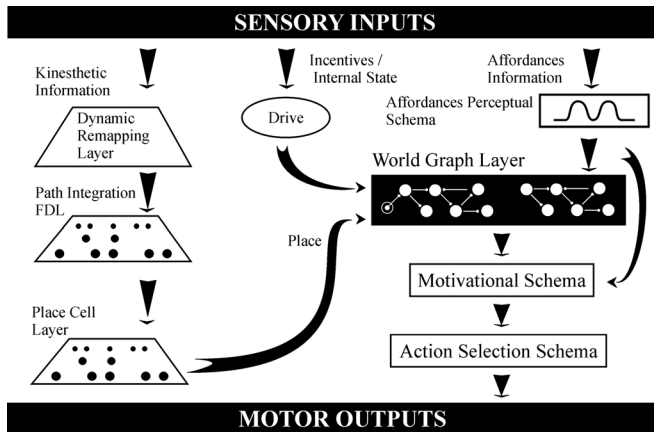 SENSORY INPUTS
Kinesthetic
Information
Dynamic
Remapping
Layer
Path Integration
FDL
Place Cell
Layer
Incentives /
Internal State
Drive
Place
Affordances
Information
Affordances Perceptual
Schema
World Graph Layer
Motivational Schema
Action Selection Schema
MOTOR OUTPUTS